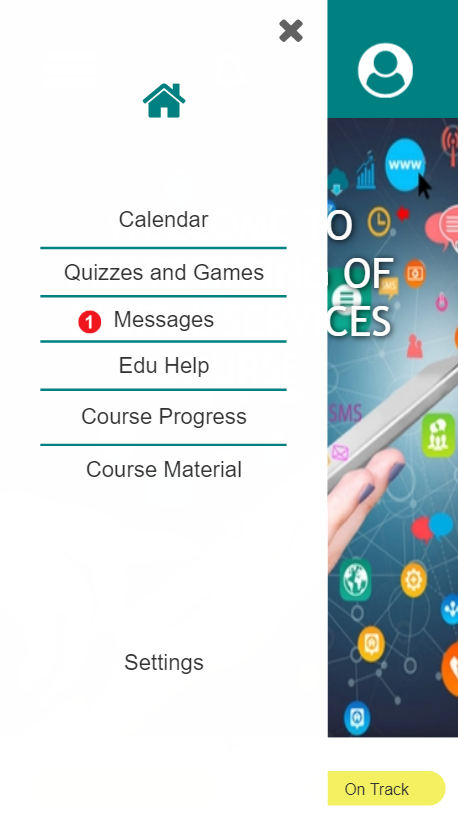 www
Calendar
O
Quizzes and Games
OF
1 Messages
CES
Edu Help
SMS
Course Progress
SMS
Course Material
Settings
On Track